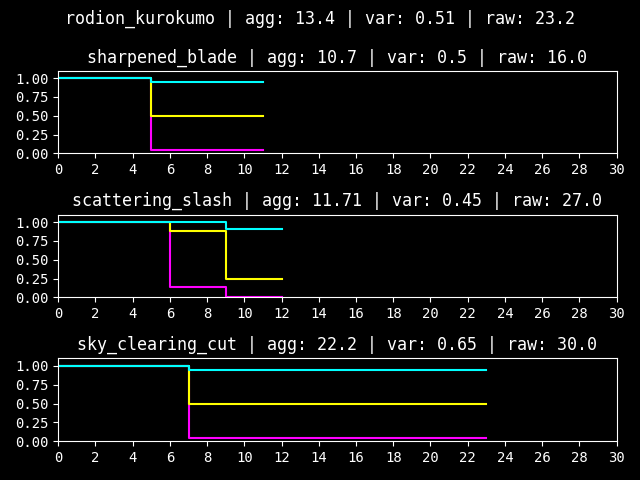 rodion_kurokumo | agg: 13.4 | var: 0.51 | raw: 23.2
sharpened_blade | agg: 10.7 | var: 0.5 | raw: 16.0
1.00
0.75
0.50
0.25
0.00
0 2 4 6 8 10 12 14 16 18 20 22 24 26 28 30
scattering_slash | agg: 11.71 | var: 0.45 | raw: 27.0
1.00
0.75
0.50
0.25
0.00
0 2 4 6 8 10 12 14 16 18 20 22 24 26 28 30
sky_clearing_cut | agg: 22.2 | var: 0.65 | raw: 30.0
1.00
0.75
0.50
0.25
0.00
0 2 4 6 8 10 12 14 16 18 20 22 24 26 28 30